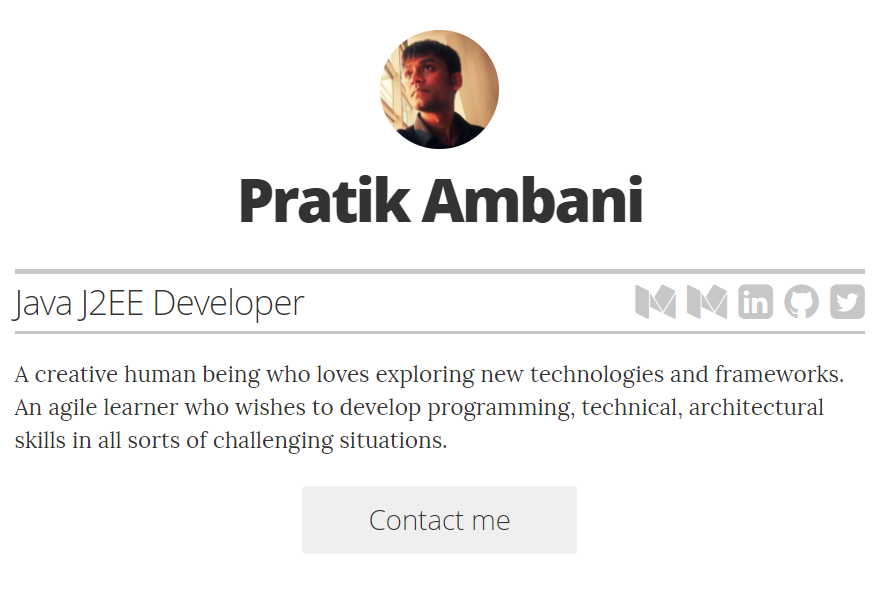 Pratik Ambani
Java J2EE Developer
A creative human being who loves exploring new technologies and frameworks.
An agile learner who wishes to develop programming, technical, architectural
skills in all sorts of challenging situations.
Contact me